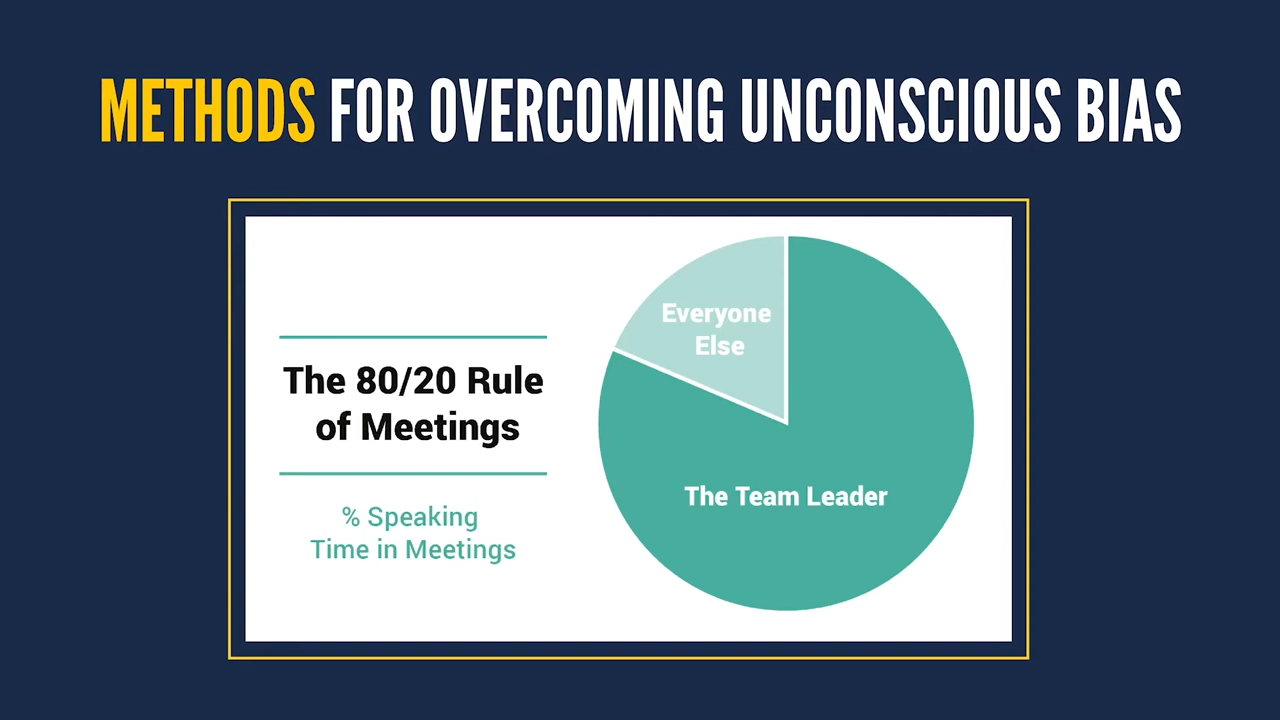 METHODS FOR OVERCOMING UNCONSCIOUS BIAS
The 80/20 Rule
of Meetings
% Speaking
Time in Meetings
Everyone
Else
The Team Leader